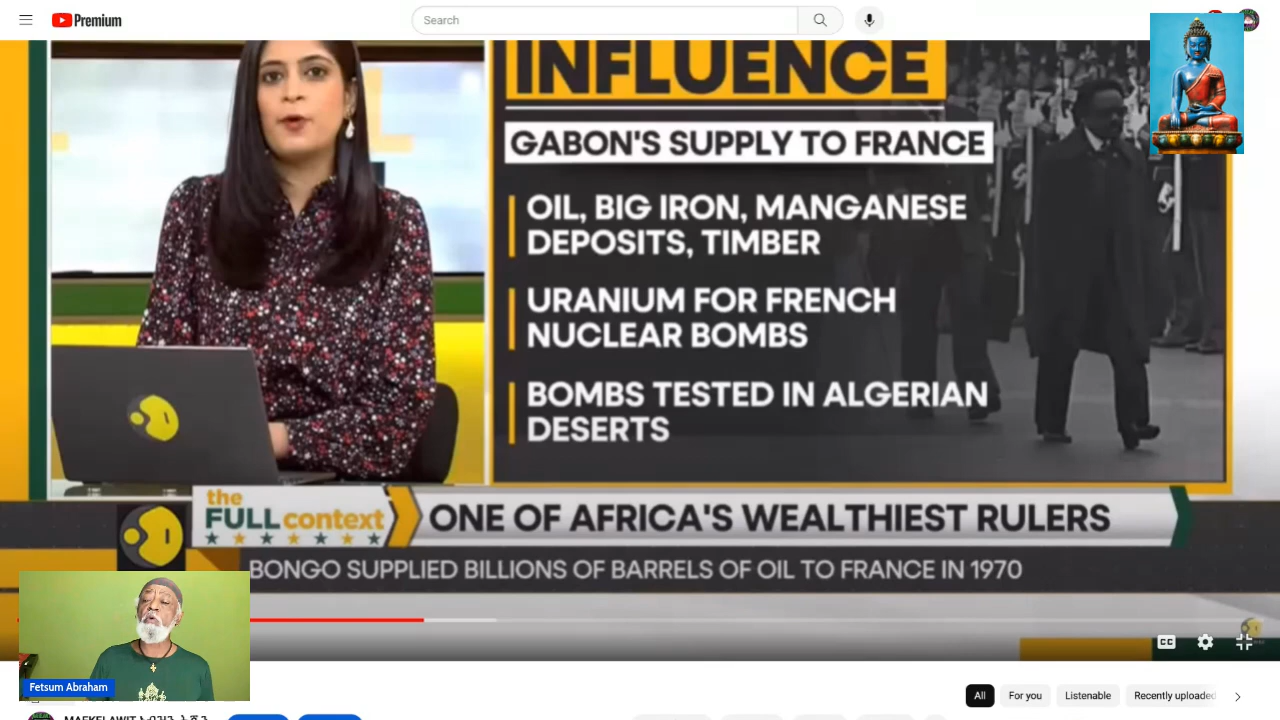 Premium
Search
INFLUENCE
GABON'S SUPPLY TO FRANCE
OIL, BIG IRON, MANGANESE
DEPOSITS, TIMBER
URANIUM FOR FRENCH
NUCLEAR BOMBS
BOMBS TESTED IN ALGERIAN
DESERTS
the
FULL context
ONE OF AFRICA'S WEALTHIEST RULERS
BONGO SUPPLIED BILLIONS OF BARRELS OF OIL TO FRANCE IN 1970
CC
Fetsum Abraham
All
For you
Listenable
Recently uploaded